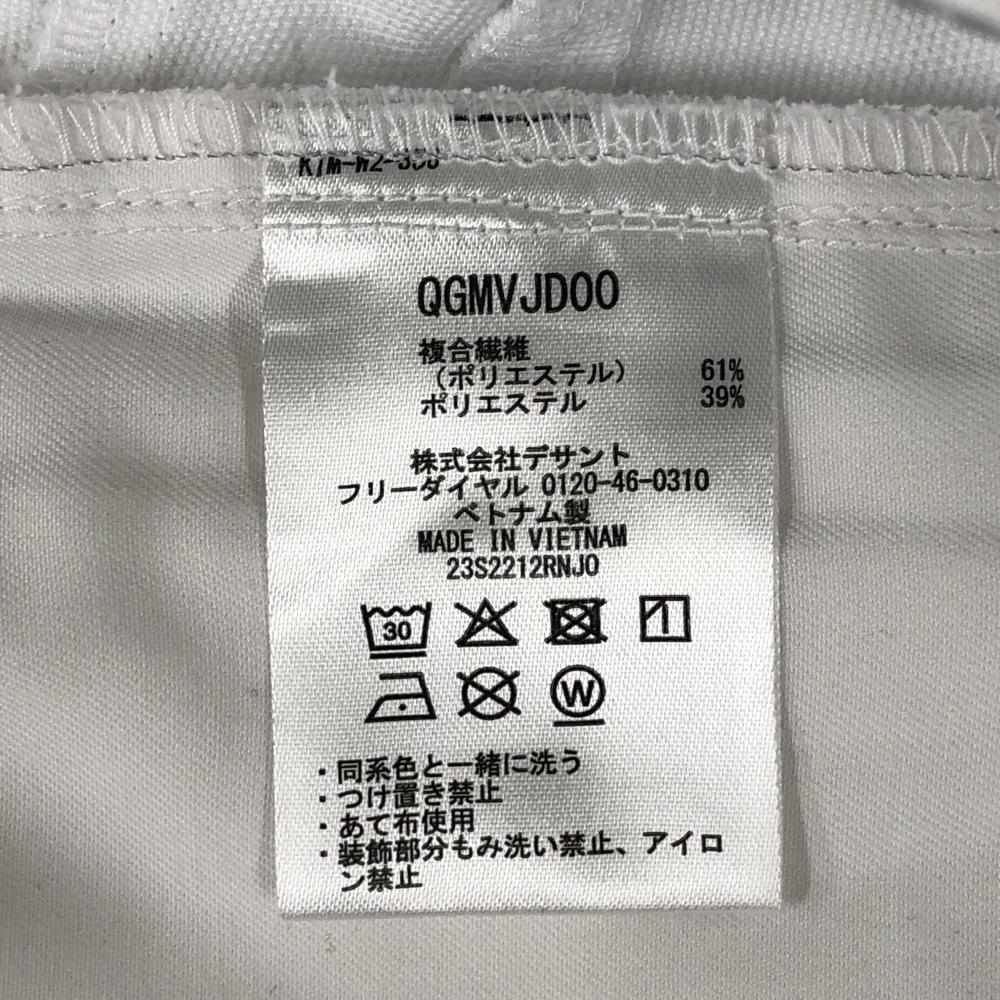 QGMVJD00
複合繊維
（ポリエステル） 61%
ポリエステル 39%
株式会社デサント
フリーダイヤル 0120-46-0310
ベトナム製
MADE IN VIETNAM
23S2212RNJ0
30
W
・同系色と一緒に洗う
・つけ置き禁止
・あて布使用
・装飾部分もみ洗い禁止、アイロ
ン禁止